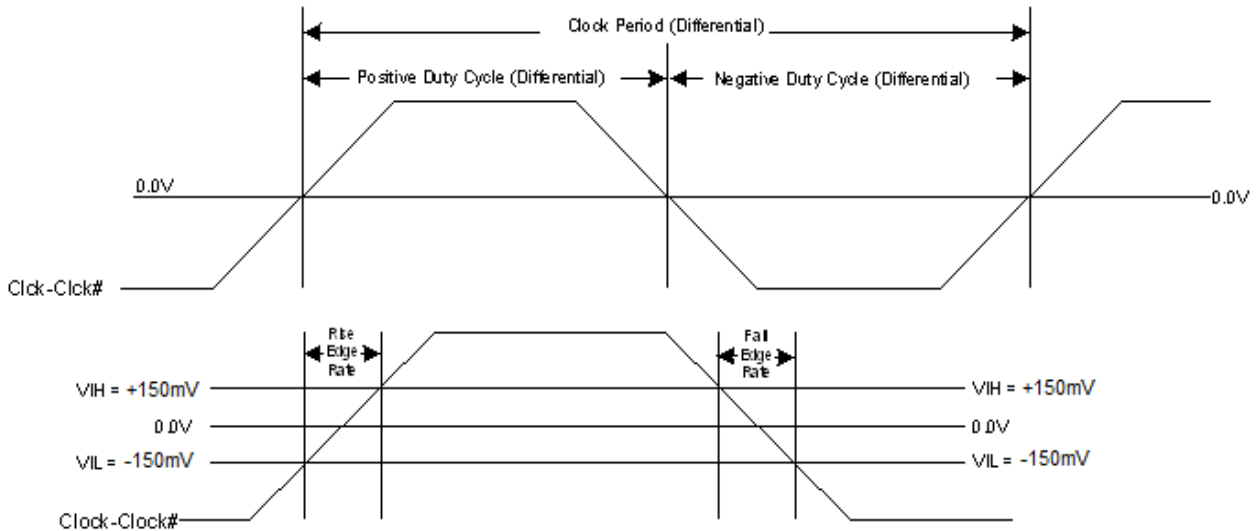 Clock Period (Differential)
Positive Duty Cycle (Differential)
Negative Duty Cycle (Differential)
0.0V
0.0V
Clck-Clck#
Rise
Edge
Rate
Fall
Edge
Rate
VIH = +150mV
VIH = +150mV
0.0V
0.0V
VIL = -150mV
VIL = -150mV
Clock-Clock#